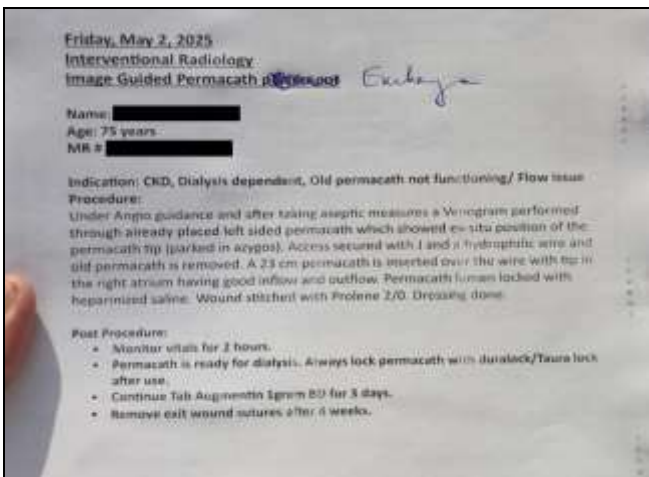 Friday, May 2, 2025
Interventional Radiology
Image Guided Permacath Exchange
Name:
Age: 75 years
MR #
Indication: CKD, Dialysis dependent, Old permacath not functioning/ Flow issue
Procedure:
Under Angio guidance and after taking aseptic measures a Venogram performed
through already placed left sided permacath which showed ex situ position of the
permacath tip (parked in azygos). Access secured with J and a hydrophilic wire and
old permacath is removed. A 23 cm permacath is inserted over the wire with tip in
the right atrium having good inflow and outflow. Permacath lumen locked with
heparinized saline. Wound stitched with Prolene 2/0. Dressing done.
Post Procedure:
• Monitor vitals for 2 hours.
• Permacath is ready for dialysis. Always lock permacath with duralock/Taura lock
after use.
• Continue Tab Augmentin 1gram BD for 3 days.
• Remove exit wound sutures after 4 weeks.